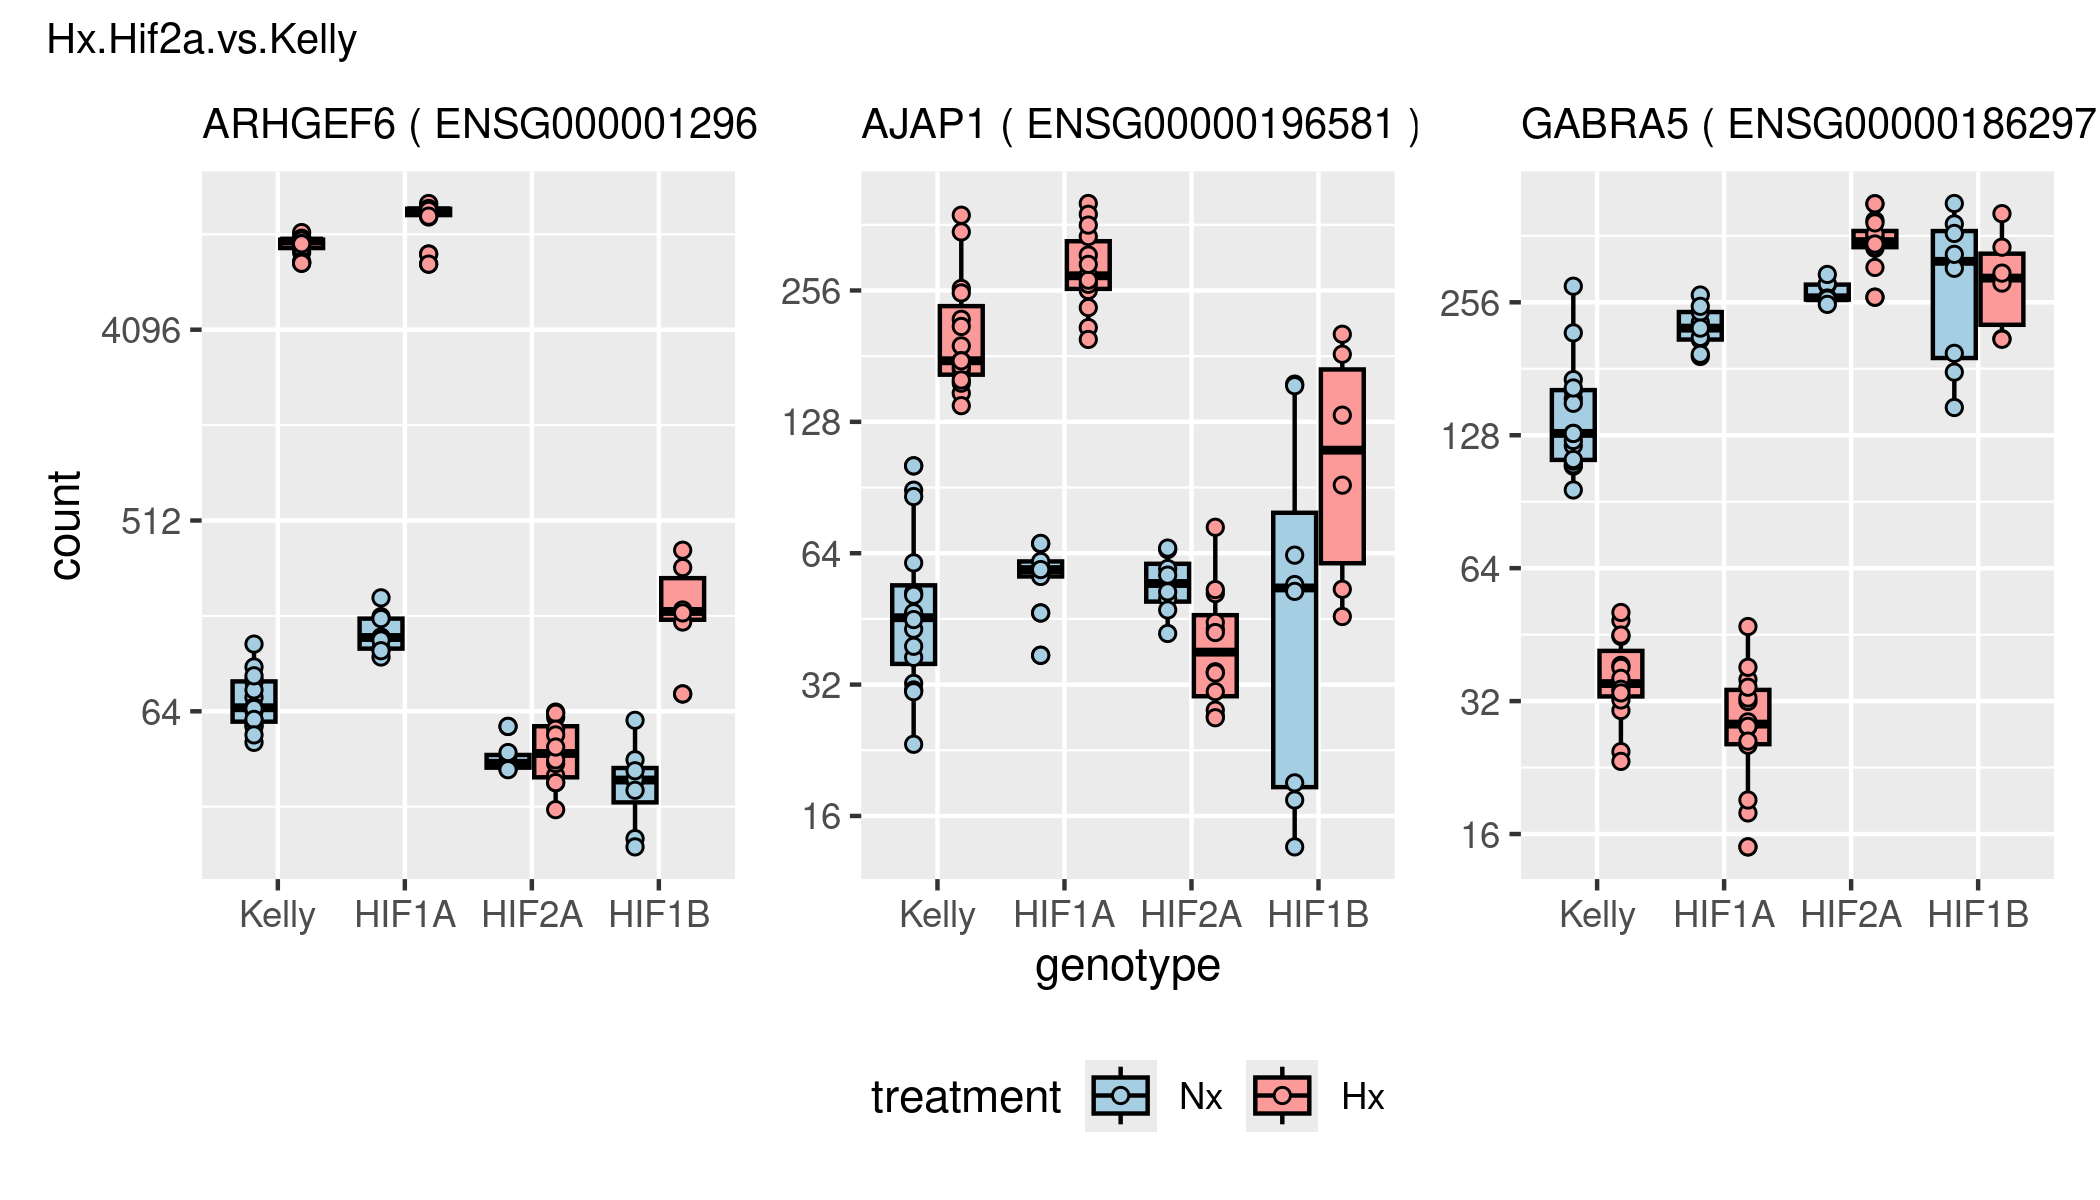 Hx.Hif2a.vs.Kelly
ARHGEF6 ( ENSG000001296
AJAP1 ( ENSG00000196581 )
GABRA5 ( ENSG00000186297
count
4096
512
64
256
128
64
32
16
256
128
64
32
16
Kelly HIF1A HIF2A HIF1B
Kelly HIF1A HIF2A HIF1B
Kelly HIF1A HIF2A HIF1B
genotype
treatment Nx Hx